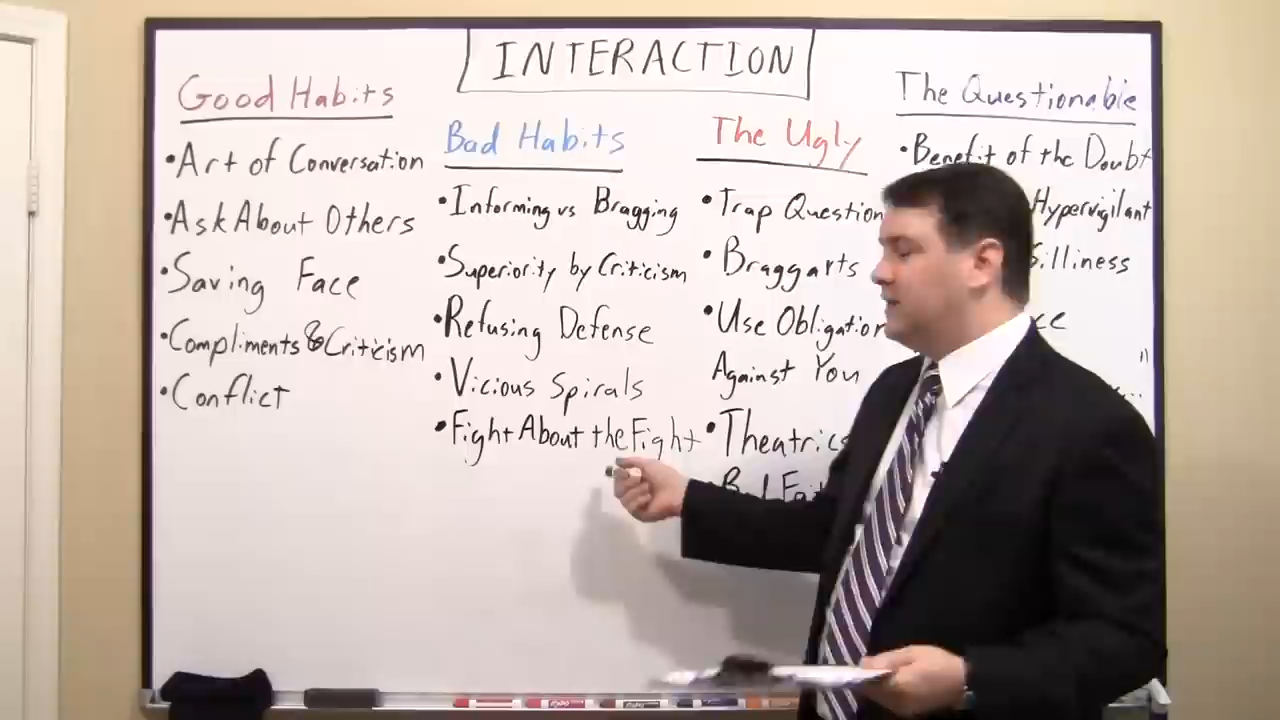 INTERACTION
Good Habits
•Art of Conversation
•Ask About Others
•Saving Face
•Compliments & Criticism
•Conflict
Bad Habits
•Informing vs Bragging
•Superiority by Criticism
•Refusing Defense
•Vicious Spirals
•Fight About the Fight
The Ugly
•Trap Question
•Braggarts
•Use Obligation
Against You
•Theatrics
The Questionable
•Benefit of the Doubt
Hypervigilant
Silliness